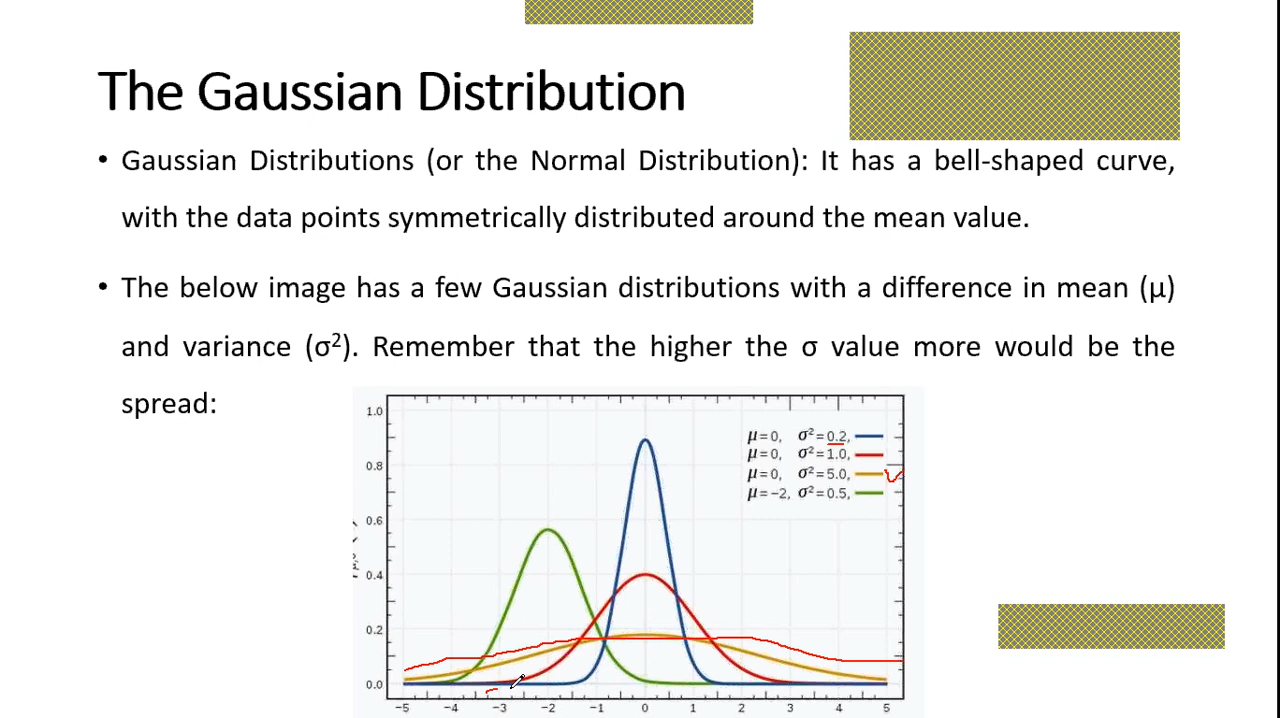 The Gaussian Distribution
• Gaussian Distributions (or the Normal Distribution): It has a bell-shaped curve,
with the data points symmetrically distributed around the mean value.
• The below image has a few Gaussian distributions with a difference in mean (μ)
and variance (σ²). Remember that the higher the σ value more would be the
spread:
1.0
0.8
0.6
0.4
0.2
0.0
μ=0, σ²=0.2,
μ=0, σ²=1.0,
μ=0, σ²=5.0,
μ=−2, σ²=0.5,
−5 −4 −3 −2 −1 0 1 2 3 4 5